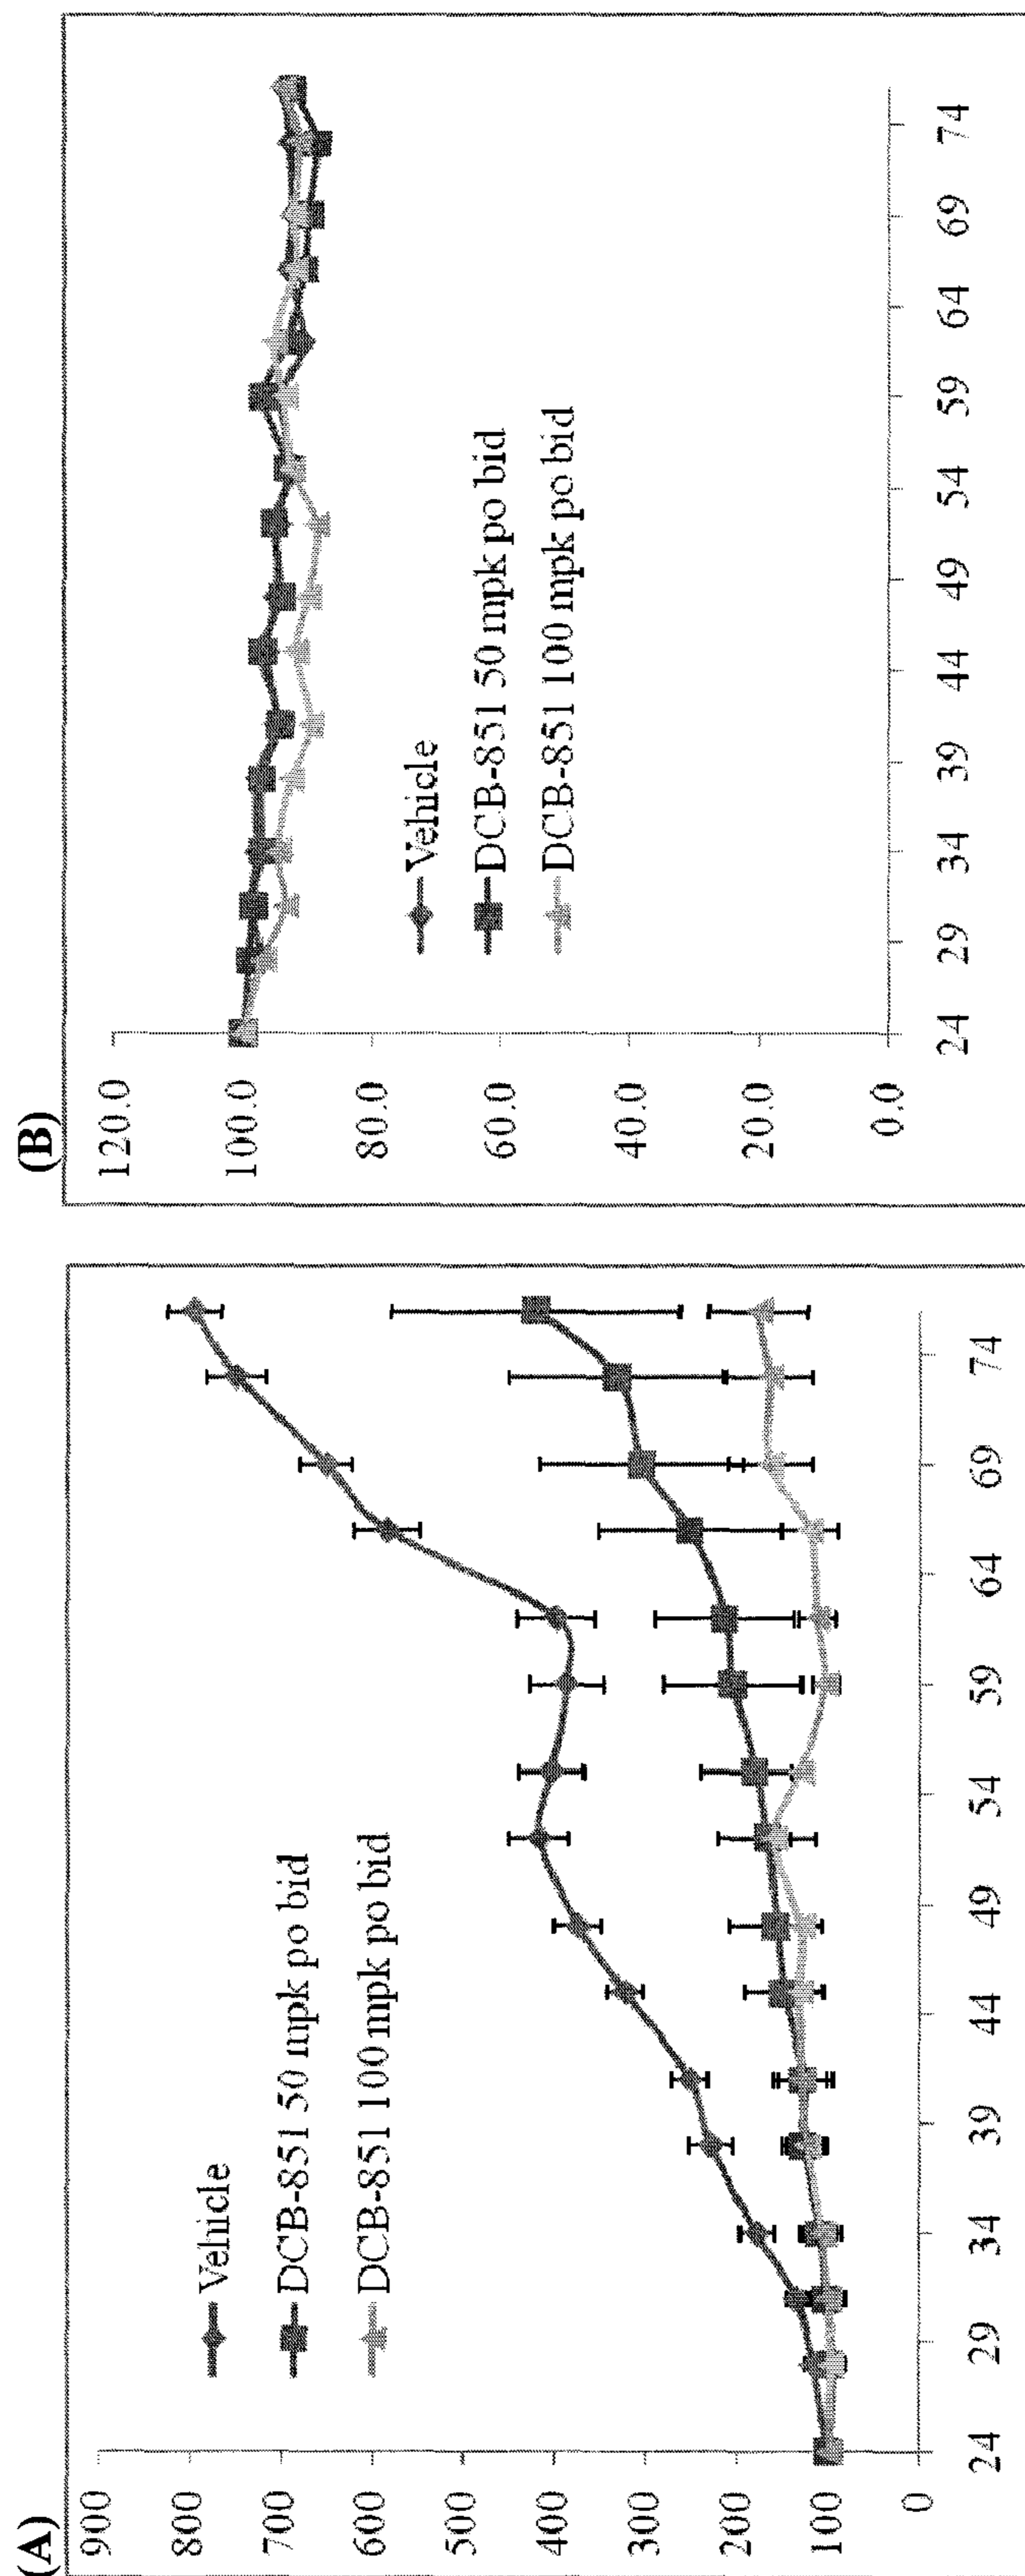 (A)
900
800
700
600
500
400
300
200
100
0
Vehicle
DCB-851 50 mpk po bid
DCB-851 100 mpk po bid
24 29 34 39 44 49 54 59 64 69 74
(B)
120.0
100.0
80.0
60.0
40.0
20.0
0.0
Vehicle
DCB-851 50 mpk po bid
DCB-851 100 mpk po bid
24 29 34 39 44 49 54 59 64 69 74